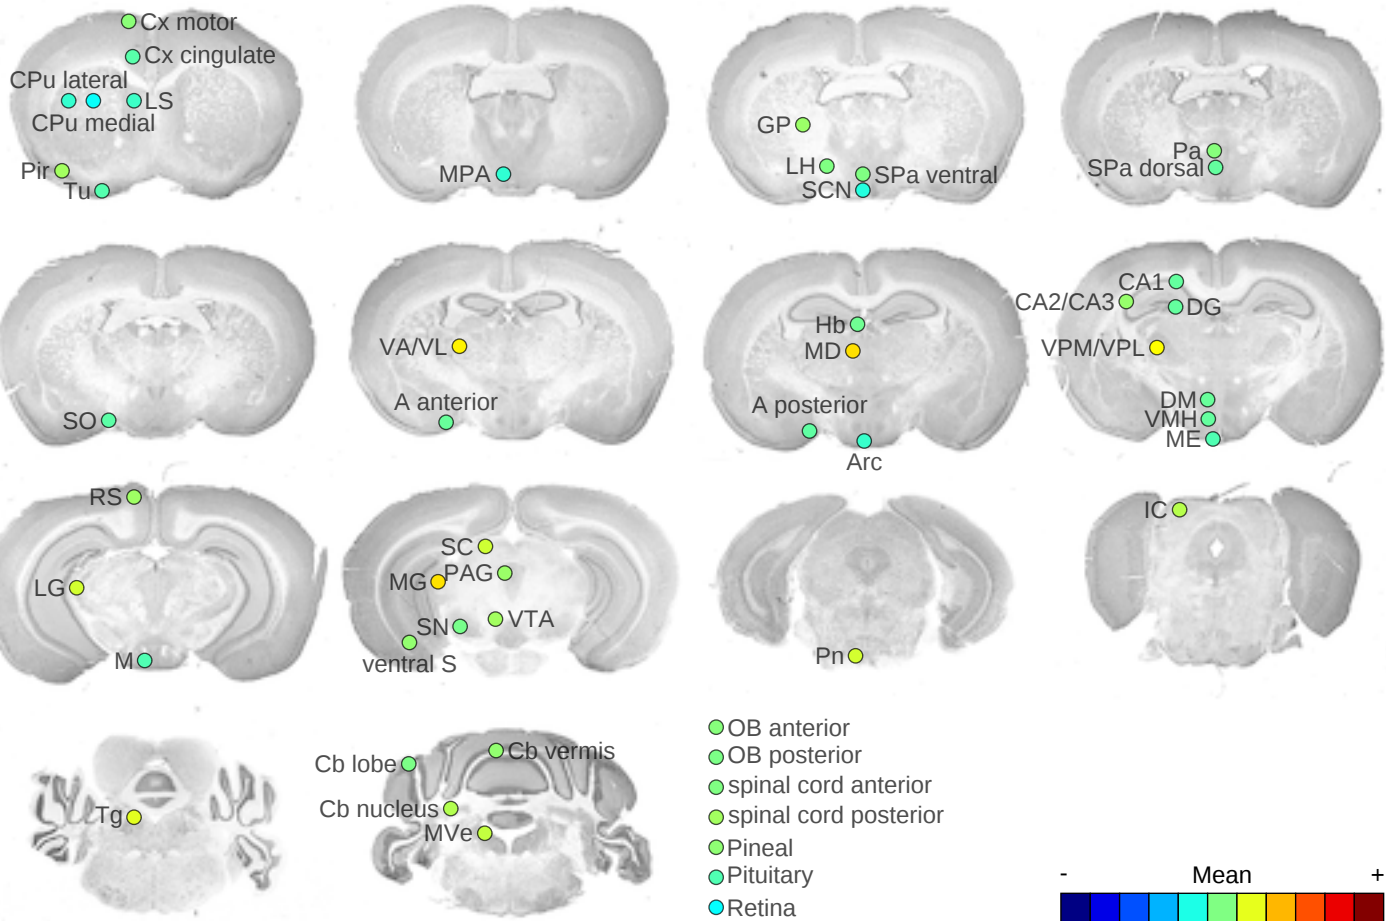 Cx motor
Cx cingulate
CPu lateral
LS
CPu medial
Pir
Tu
MPA
GP
LH
SPa ventral
SCN
Pa
SPa dorsal
SO
VA/VL
A anterior
Hb
MD
A posterior
Arc
CA1
CA2/CA3
DG
VPM/VPL
DM
VMH
ME
RS
LG
M
SC
PAG
MG
VTA
SN
ventral S
Pn
IC
Tg
Cb vermis
Cb lobe
Cb nucleus
MVe
OB anterior
OB posterior
spinal cord anterior
spinal cord posterior
Pineal
Pituitary
Retina
- Mean +